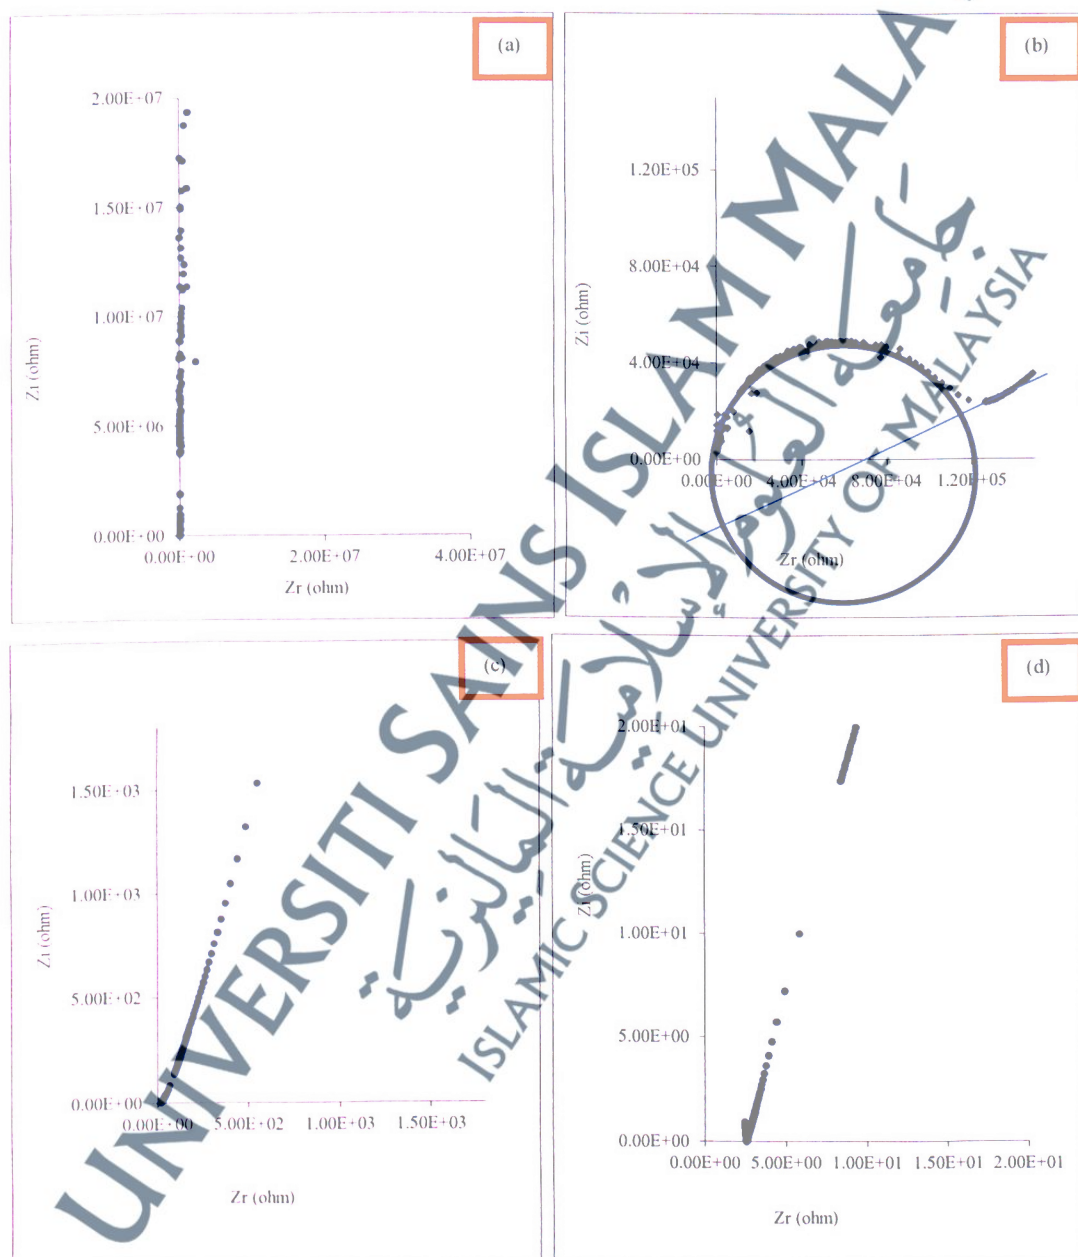 (a)
2.00E+07
1.50E+07
1.00E+07
5.00E+06
0.00E+00
0.00E+00 2.00E+07 4.00E+07
Zi (ohm)
Zr (ohm)
(b)
1.20E+05
8.00E+04
4.00E+04
0.00E+00
0.00E+00 4.00E+04 8.00E+04 1.20E+05
Zi (ohm)
Zr (ohm)
(c)
1.50E+03
1.00E+03
5.00E+02
0.00E+00
0.00E+00 5.00E+02 1.00E+03 1.50E+03
Zi (ohm)
Zr (ohm)
(d)
2.00E+01
1.50E+01
1.00E+01
5.00E+00
0.00E+00
0.00E+00 5.00E+00 1.00E+01 1.50E+01 2.00E+01
Zi (ohm)
Zr (ohm)
UNIVERSITI SAINS ISLAM MALA
جامعة العلوم الإسلامية الماليزية
ISLAMIC SCIENCE UNIVERSITY OF MALAYSIA